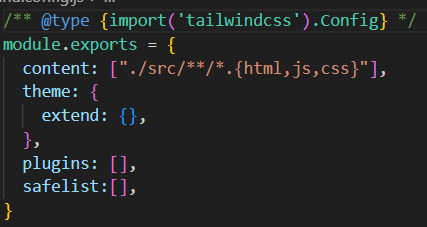 /** @type {import('tailwindcss').Config} */
module.exports = {
  content: ["./src/**/*.{html,js,css}"],
  theme: {
    extend: {},
  },
  plugins: [],
  safelist:[],
}